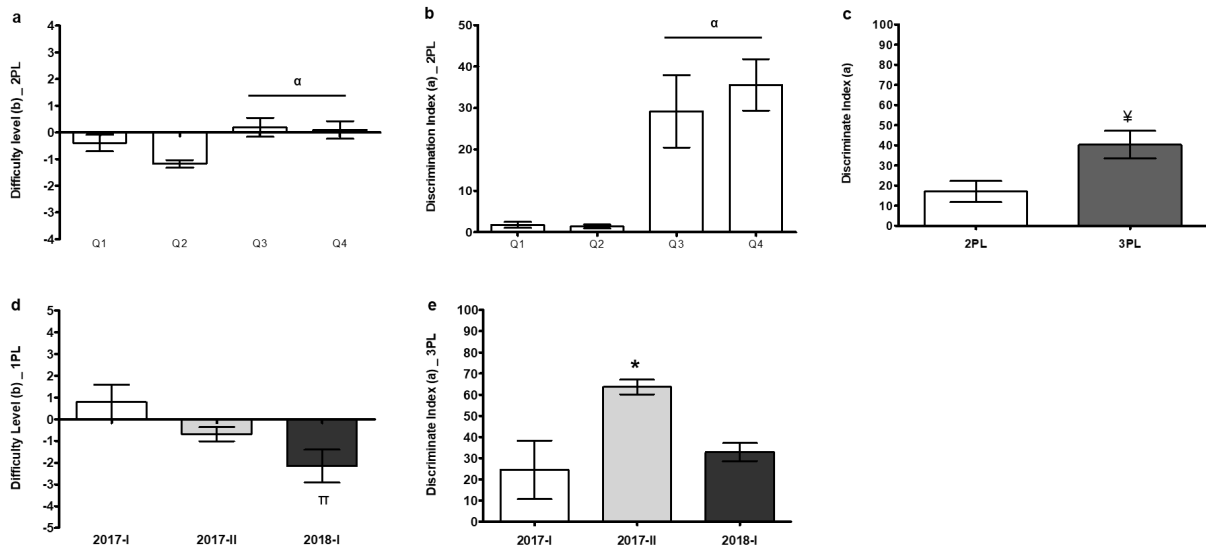 a
Difficulty level (b) _ 2PL
4
3
2
1
0
-1
-2
-3
-4
α
Q1 Q2 Q3 Q4
b
Discrimination Index (a) _ 2PL
50
40
30
20
10
0
α
Q1 Q2 Q3 Q4
c
Discriminate Index (a)
100
90
80
70
60
50
40
30
20
10
0
¥
2PL 3PL
d
Difficulty Level (b) _ 1PL
5
4
3
2
1
0
-1
-2
-3
-4
-5
π
2017-I 2017-II 2018-I
e
Discriminate Index (a) _ 3PL
100
90
80
70
60
50
40
30
20
10
0
*
2017-I 2017-II 2018-I